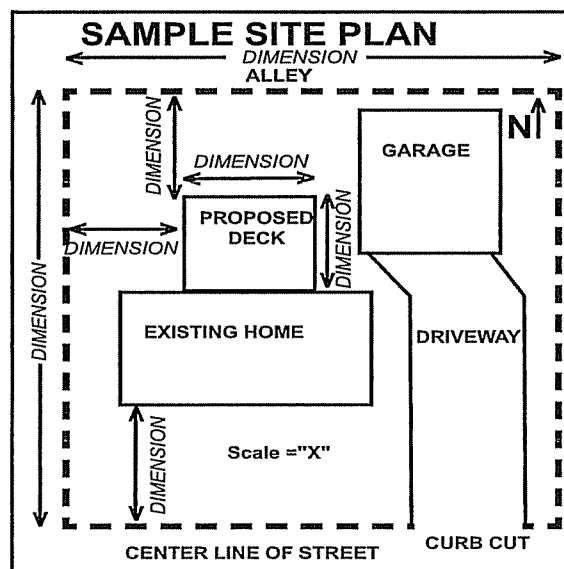 SAMPLE SITE PLAN
DIMENSION
ALLEY
N
DIMENSION
DIMENSION
GARAGE
PROPOSED
DECK
DIMENSION
DIMENSION
DIMENSION
EXISTING HOME
DRIVEWAY
DIMENSION
Scale ="X"
CENTER LINE OF STREET
CURB CUT